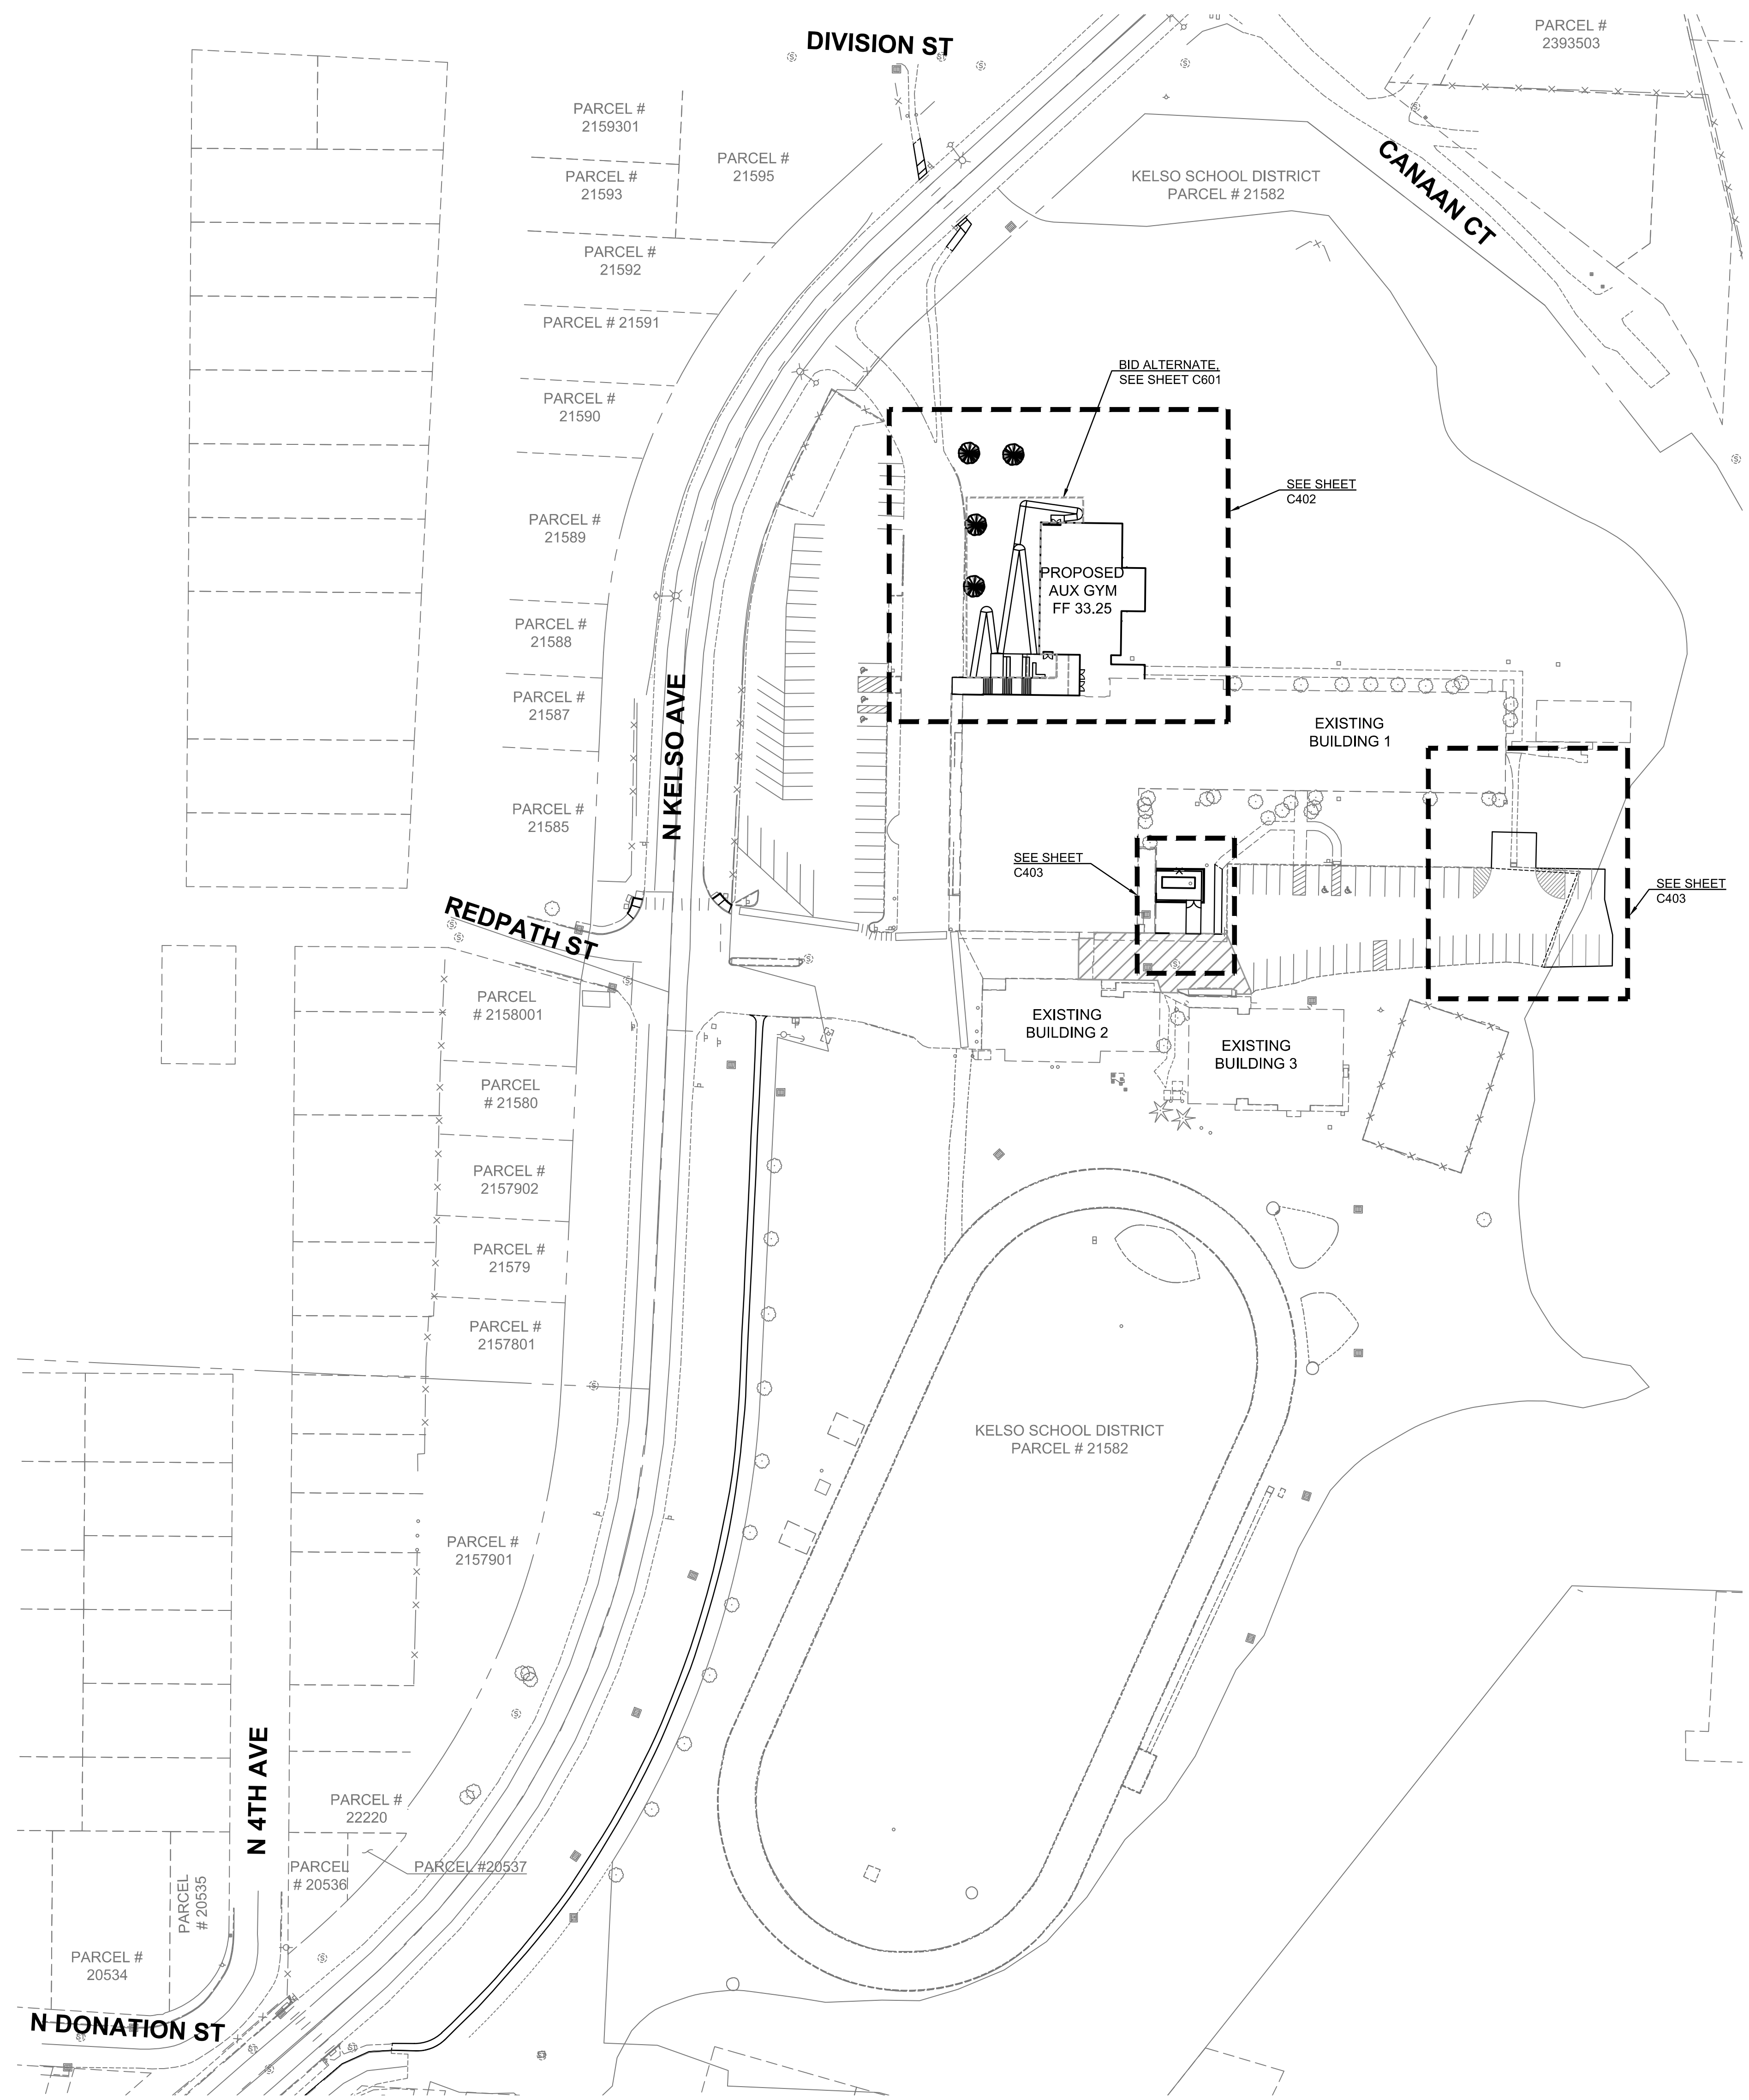 DIVISION ST
PARCEL #
2393503
PARCEL #
2159301
PARCEL #
21595
PARCEL #
21593
KELSO SCHOOL DISTRICT
PARCEL # 21582
CANAAN CT
PARCEL #
21592
PARCEL # 21591
BID ALTERNATE,
SEE SHEET C601
PARCEL #
21590
SEE SHEET
C402
PARCEL #
21589
PROPOSED
AUX GYM
FF 33.25
PARCEL #
21588
PARCEL #
21587
N KELSO AVE
EXISTING
BUILDING 1
PARCEL #
21585
SEE SHEET
C403
SEE SHEET
C403
REDPATH ST
PARCEL
# 2158001
EXISTING
BUILDING 2
EXISTING
BUILDING 3
PARCEL
# 21580
PARCEL #
2157902
PARCEL #
21579
PARCEL #
2157801
KELSO SCHOOL DISTRICT
PARCEL # 21582
PARCEL #
2157901
N 4TH AVE
PARCEL #
22220
PARCEL
# 20536
PARCEL #20537
PARCEL
# 20535
PARCEL #
20534
N DONATION ST